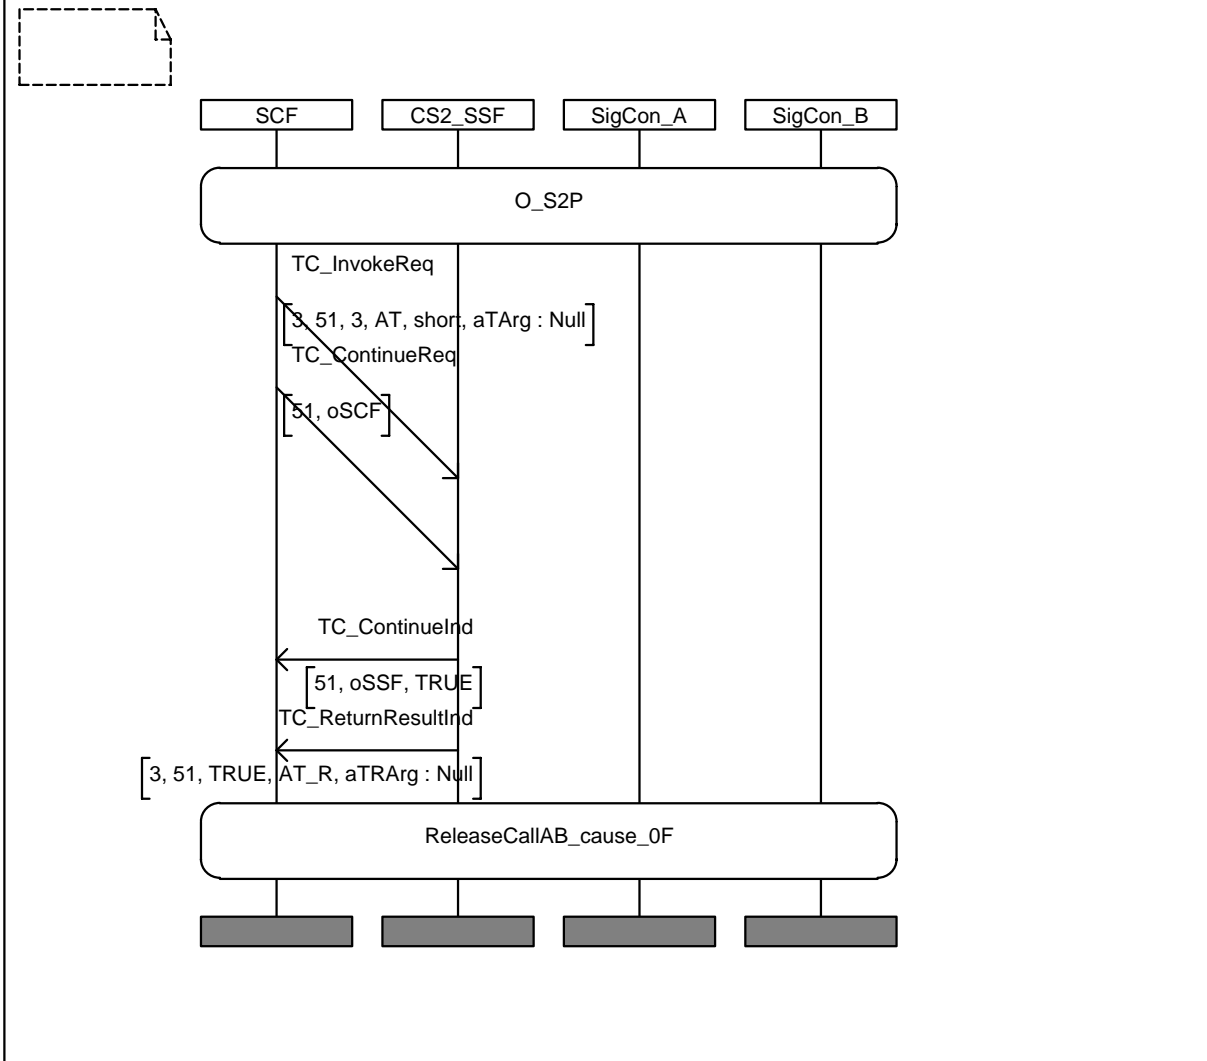 SCF
CS2_SSF
SigCon_A
SigCon_B
O_S2P
TC_InvokeReq
3, 51, 3, AT, short, aTArg : Null
TC_ContinueReq
51, oSCF
TC_ContinueInd
51, oSSF, TRUE
TC_ReturnResultInd
3, 51, TRUE, AT_R, aTRArg : Null
ReleaseCallAB_cause_0F